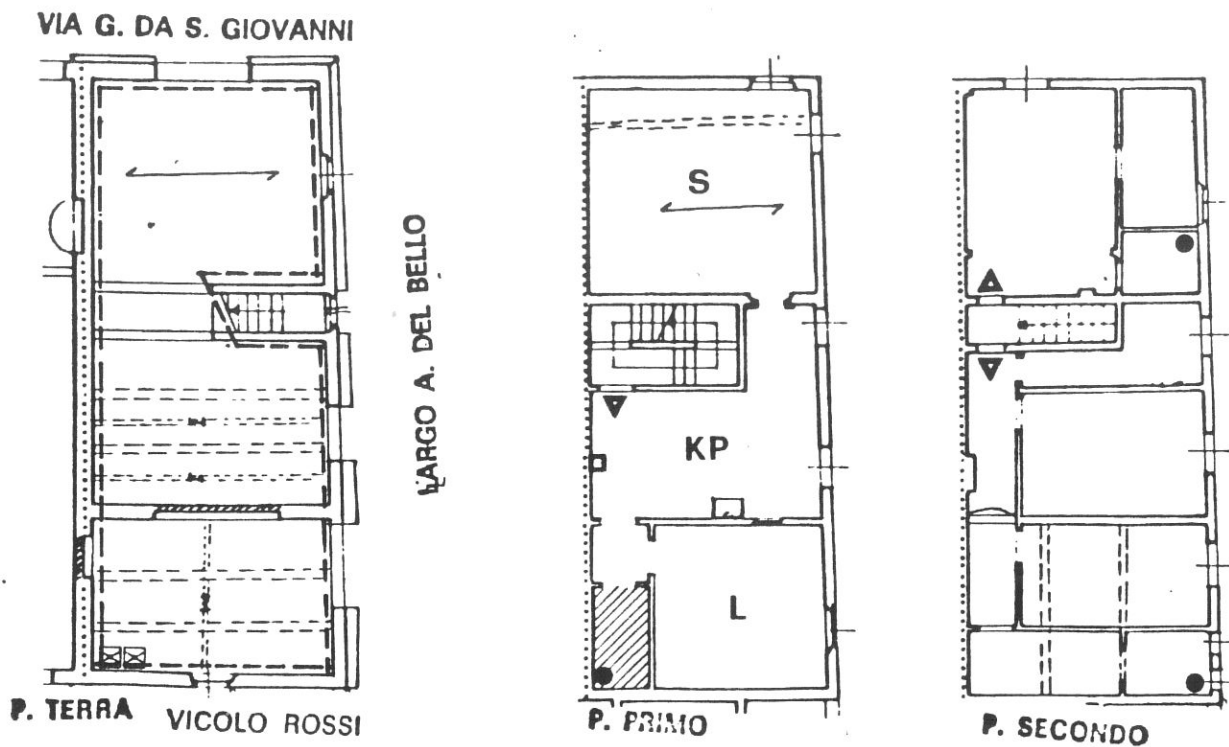 VIA G. DA S. GIOVANNI
LARGO A. DEL BELLO
S
KP
L
P. TERRA
VICOLO ROSSI
P. PRIMO
P. SECONDO